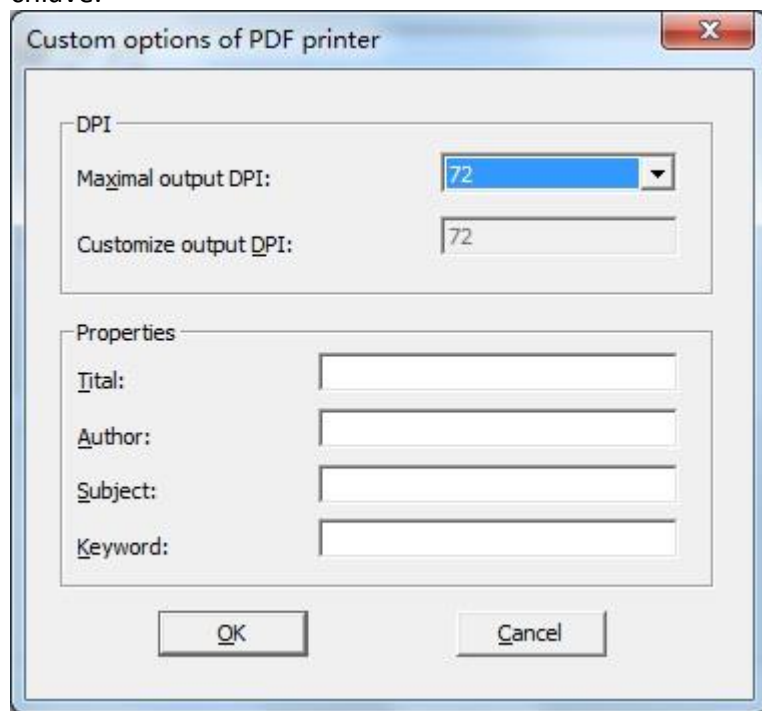 Custom options of PDF printer
DPI
Maximal output DPI: 72
Customize output DPI: 72
Properties
Tital:
Author:
Subject:
Keyword:
OK Cancel